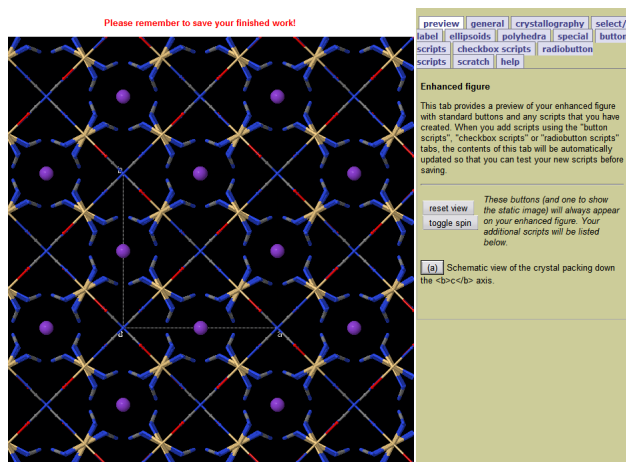 Please remember to save your finished work!
preview general crystallography select/
label ellipsoids polyhedra special button
scripts checkbox scripts radiobutton
scripts scratch help
Enhanced figure
This tab provides a preview of your enhanced figure
with standard buttons and any scripts that you have
created. When you add scripts using the "button
scripts", "checkbox scripts" or "radiobutton scripts"
tabs, the contents of this tab will be automatically
updated so that you can test your new scripts before
saving.
reset view
toggle spin
These buttons (and one to show
the static image) will always appear
on your enhanced figure. Your
additional scripts will be listed
below.
(a) Schematic view of the crystal packing down
the <b>c</b> axis.